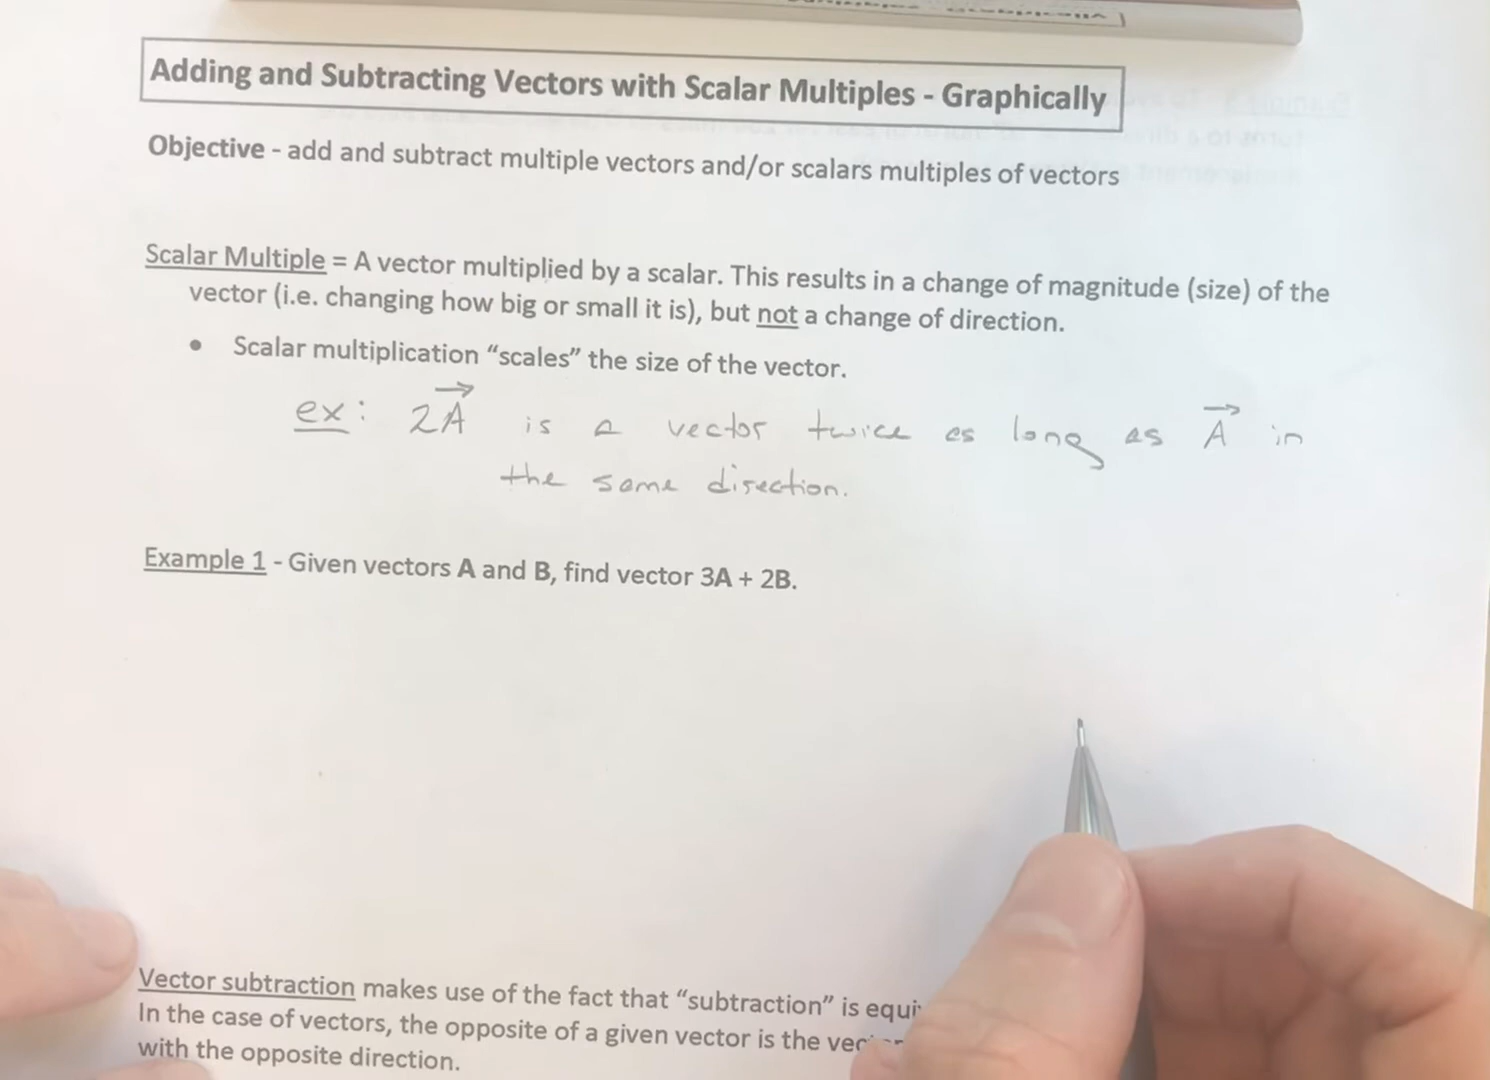 Adding and Subtracting Vectors with Scalar Multiples - Graphically
Objective - add and subtract multiple vectors and/or scalars multiples of vectors
Scalar Multiple = A vector multiplied by a scalar. This results in a change of magnitude (size) of the
vector (i.e. changing how big or small it is), but not a change of direction.
• Scalar multiplication “scales” the size of the vector.
ex: 2A⃗ is a vector twice as long as A⃗ in
the same direction.
Example 1 - Given vectors A and B, find vector 3A + 2B.
Vector subtraction makes use of the fact that “subtraction” is
In the case of vectors, the opposite of a given vector is the
with the opposite direction.